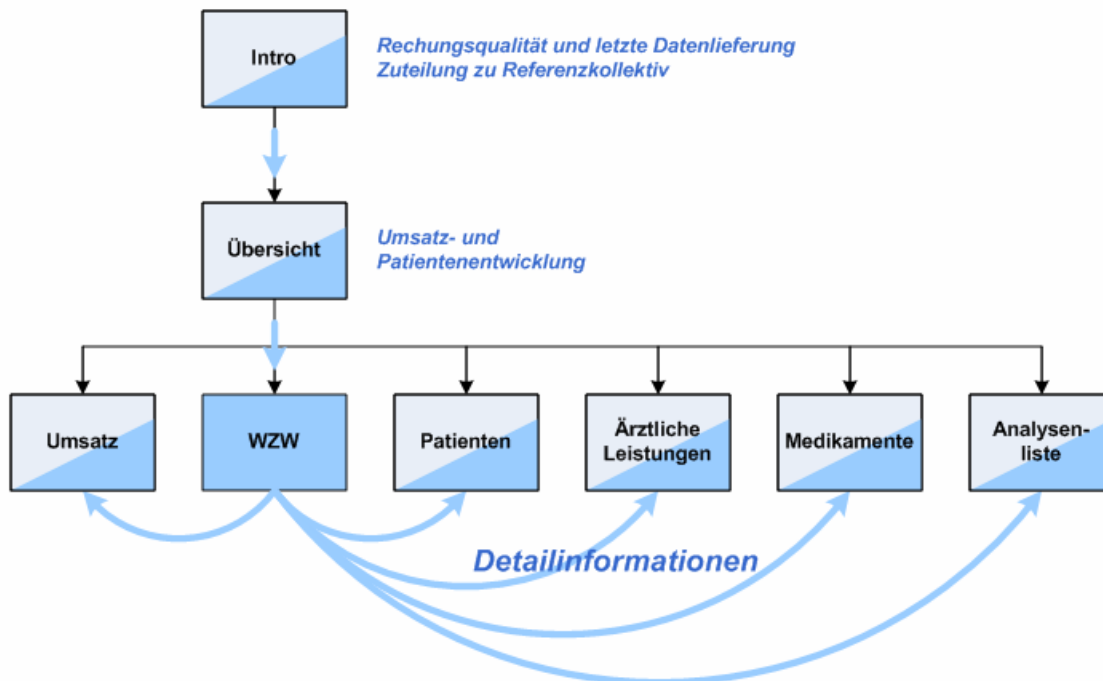 Intro
Rechungsqualität und letzte Datenlieferung
Zuteilung zu Referenzkollektiv
Übersicht
Umsatz- und
Patientenentwicklung
Umsatz
WZW
Patienten
Ärztliche
Leistungen
Medikamente
Analysen-
liste
Detailinformationen